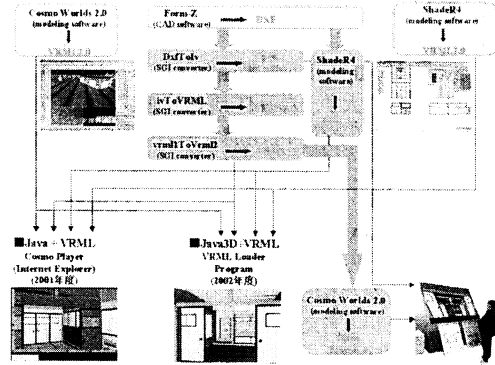 Cosmo Worlds 2.0
(modeling software)
VRML2.0
Form-Z
(CAD software)
DXF
ShadeR4
(modeling software)
VRML2.0
DxfToIv
(SGI converter)
ShadeR4
(modeling
software)
ivToVRML
(SGI converter)
vrml1ToVrml2
(SGI converter)
■Java + VRML
Cosmo Player
(Internet Explorer)
(2001年度)
■Java3D+VRML
VRML Loader
Program
(2002年度)
Cosmo Worlds 2.0
(modeling
software)